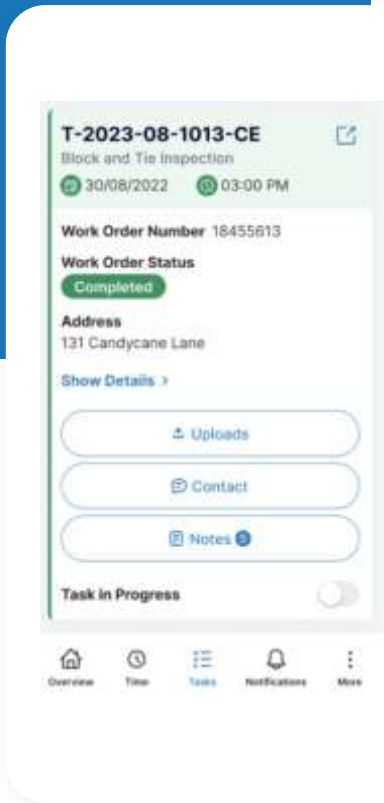 T-2023-08-1013-CE
Block and Tie Inspection
30/08/2022 03:00 PM
Work Order Number 18455613
Work Order Status
Completed
Address
131 Candycane Lane
Show Details >
Uploads
Contact
Notes
Task in Progress
Overview Time Tasks Notifications More